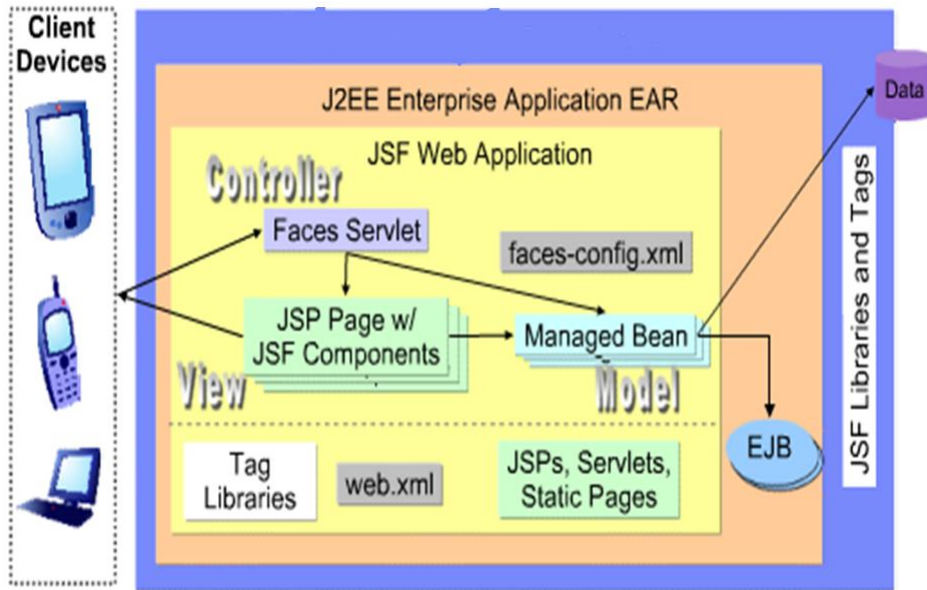 Client
Devices
J2EE Enterprise Application EAR
JSF Web Application
Controller
Faces Servlet
faces-config.xml
JSP Page w/
JSF Components
Managed Bean
View
Model
Tag
Libraries
web.xml
JSPs, Servlets,
Static Pages
EJB
Data
JSF Libraries and Tags